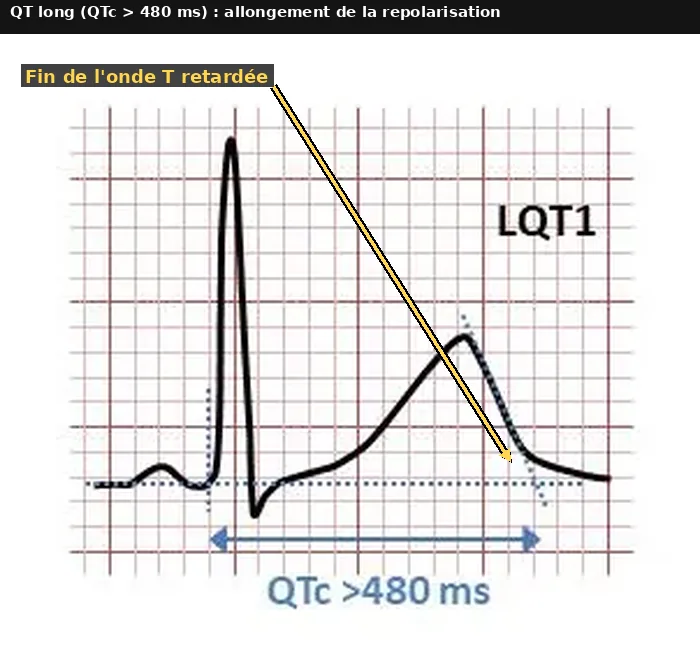 QT long (QTc > 480 ms) : allongement de la repolarisation
Fin de l'onde T retardée
LQT1
QTc >480 ms